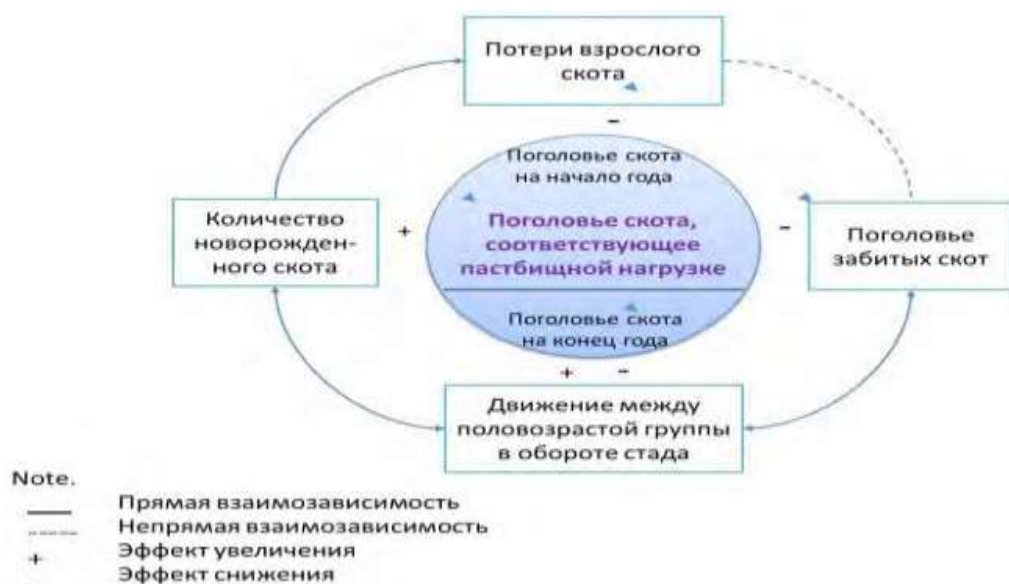 Потери взрослого
скота
-
Поголовье скота
на начало года
Количество
новорожден-
ного скота
+
Поголовье скота,
соответствующее
пастбищной нагрузке
-
Поголовье
забитых скот
Поголовье скота
на конец года
+ -
Движение между
половозрастой группы
в обороте стада
Note.
Прямая взаимозависимость
Непрямая взаимозависимость
+ Эффект увеличения
Эффект снижения